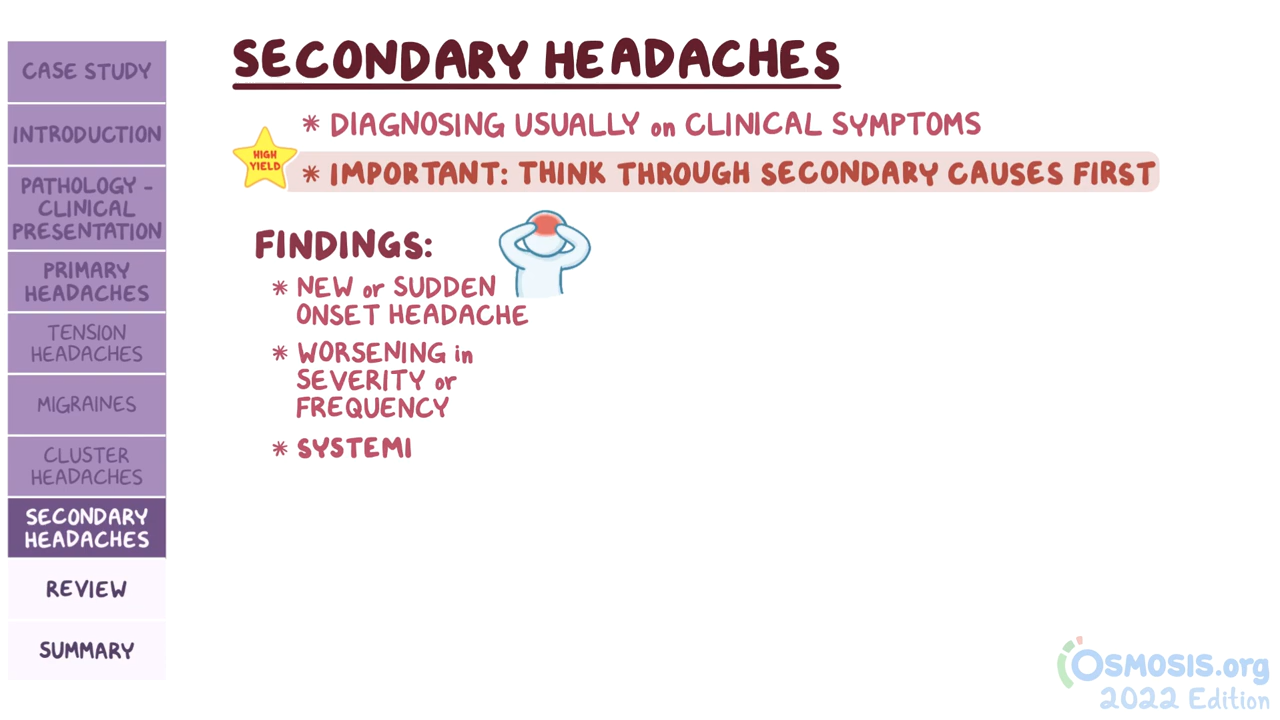 CASE STUDY
INTRODUCTION
PATHOLOGY -
CLINICAL
PRESENTATION
PRIMARY
HEADACHES
TENSION
HEADACHES
MIGRAINES
CLUSTER
HEADACHES
SECONDARY
HEADACHES
REVIEW
SUMMARY
SECONDARY HEADACHES
* DIAGNOSING USUALLY on CLINICAL SYMPTOMS
HIGH
YIELD
* IMPORTANT: THINK THROUGH SECONDARY CAUSES FIRST
FINDINGS:
* NEW or SUDDEN
ONSET HEADACHE
* WORSENING in
SEVERITY or
FREQUENCY
* SYSTEMI
OSMOSIS.org
2022 Edition